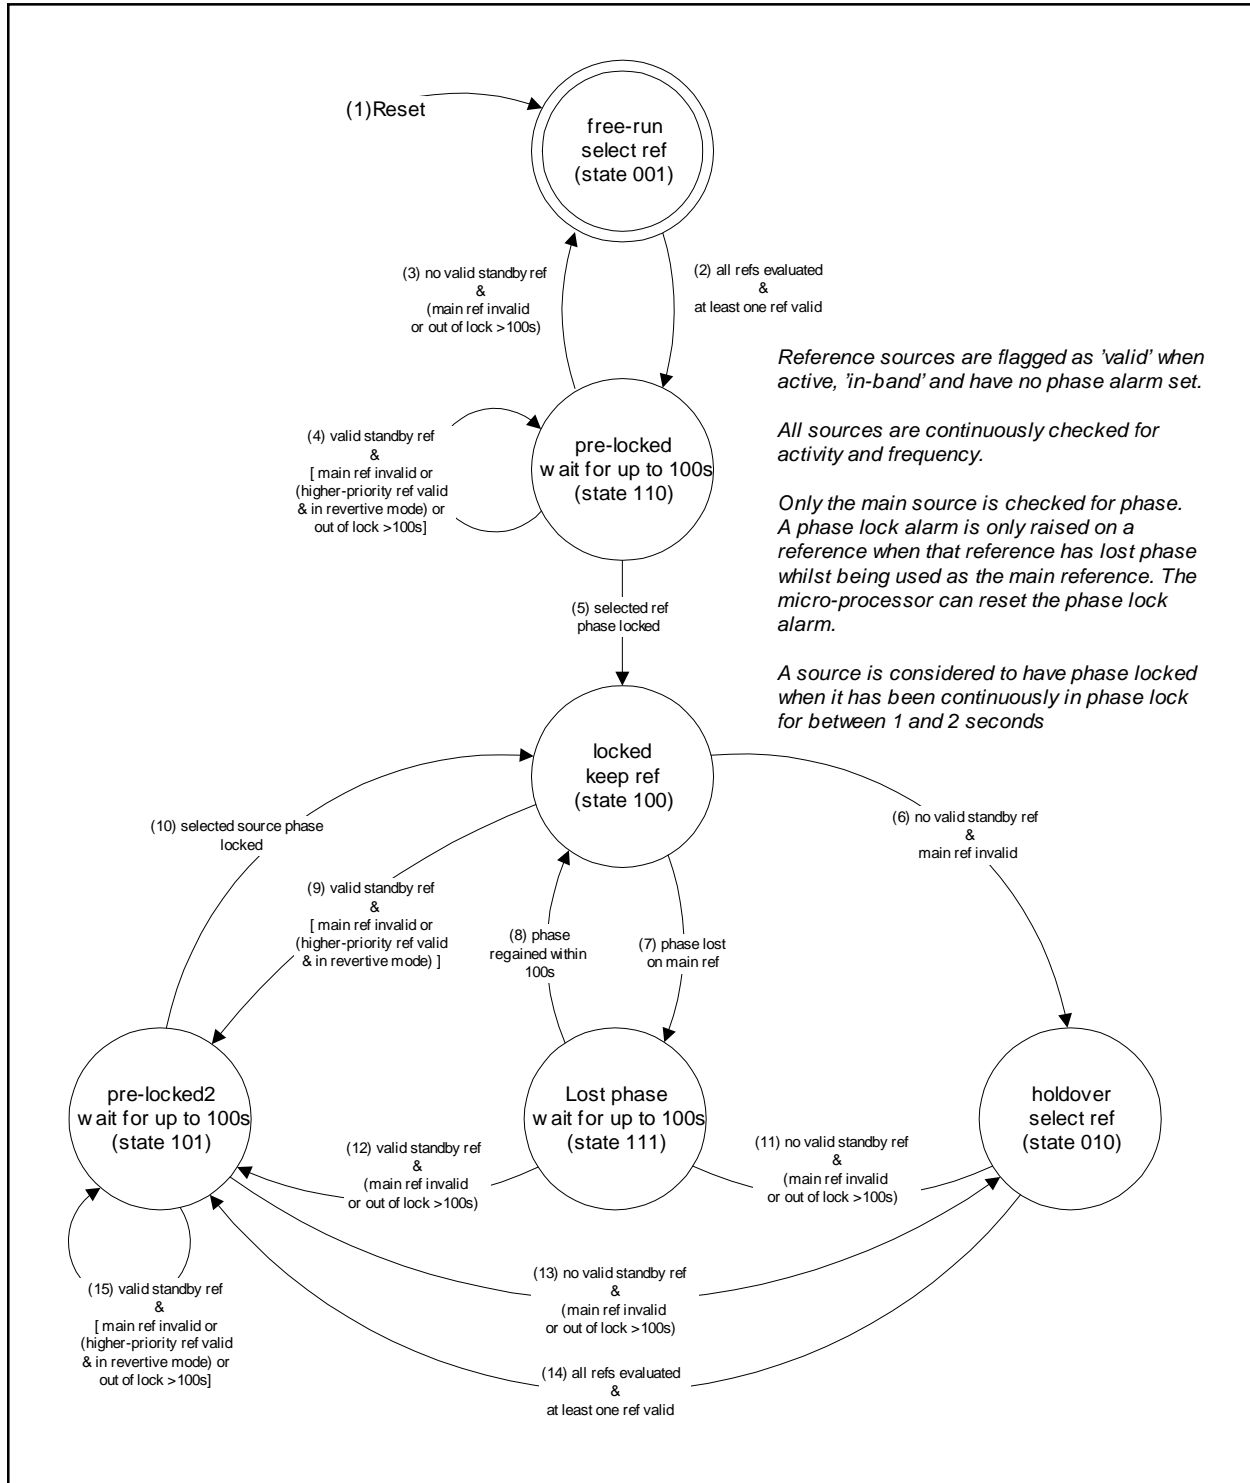 (1)Reset
free-run
select ref
(state 001)
(3) no valid standby ref
&
(main ref invalid
or out of lock >100s)
(2) all refs evaluated
&
at least one ref valid
Reference sources are flagged as 'valid' when
active, 'in-band' and have no phase alarm set.
All sources are continuously checked for
activity and frequency.
Only the main source is checked for phase.
A phase lock alarm is only raised on a
reference when that reference has lost phase
whilst being used as the main reference. The
micro-processor can reset the phase lock
alarm.
A source is considered to have phase locked
when it has been continuously in phase lock
for between 1 and 2 seconds
(4) valid standby ref
&
[ main ref invalid or
(higher-priority ref valid
& in revertive mode) or
out of lock >100s]
pre-locked
wait for up to 100s
(state 110)
(5) selected ref
phase locked
locked
keep ref
(state 100)
(10) selected source phase
locked
(6) no valid standby ref
&
main ref invalid
(9) valid standby ref
&
[ main ref invalid or
(higher-priority ref valid
& in revertive mode) ]
(8) phase
regained within
100s
(7) phase lost
on main ref
pre-locked2
wait for up to 100s
(state 101)
Lost phase
wait for up to 100s
(state 111)
holdover
select ref
(state 010)
(12) valid standby ref
&
(main ref invalid
or out of lock >100s)
(11) no valid standby ref
&
(main ref invalid
or out of lock >100s)
(15) valid standby ref
&
[ main ref invalid or
(higher-priority ref valid
& in revertive mode) or
out of lock >100s]
(13) no valid standby ref
&
(main ref invalid
or out of lock >100s)
(14) all refs evaluated
&
at least one ref valid